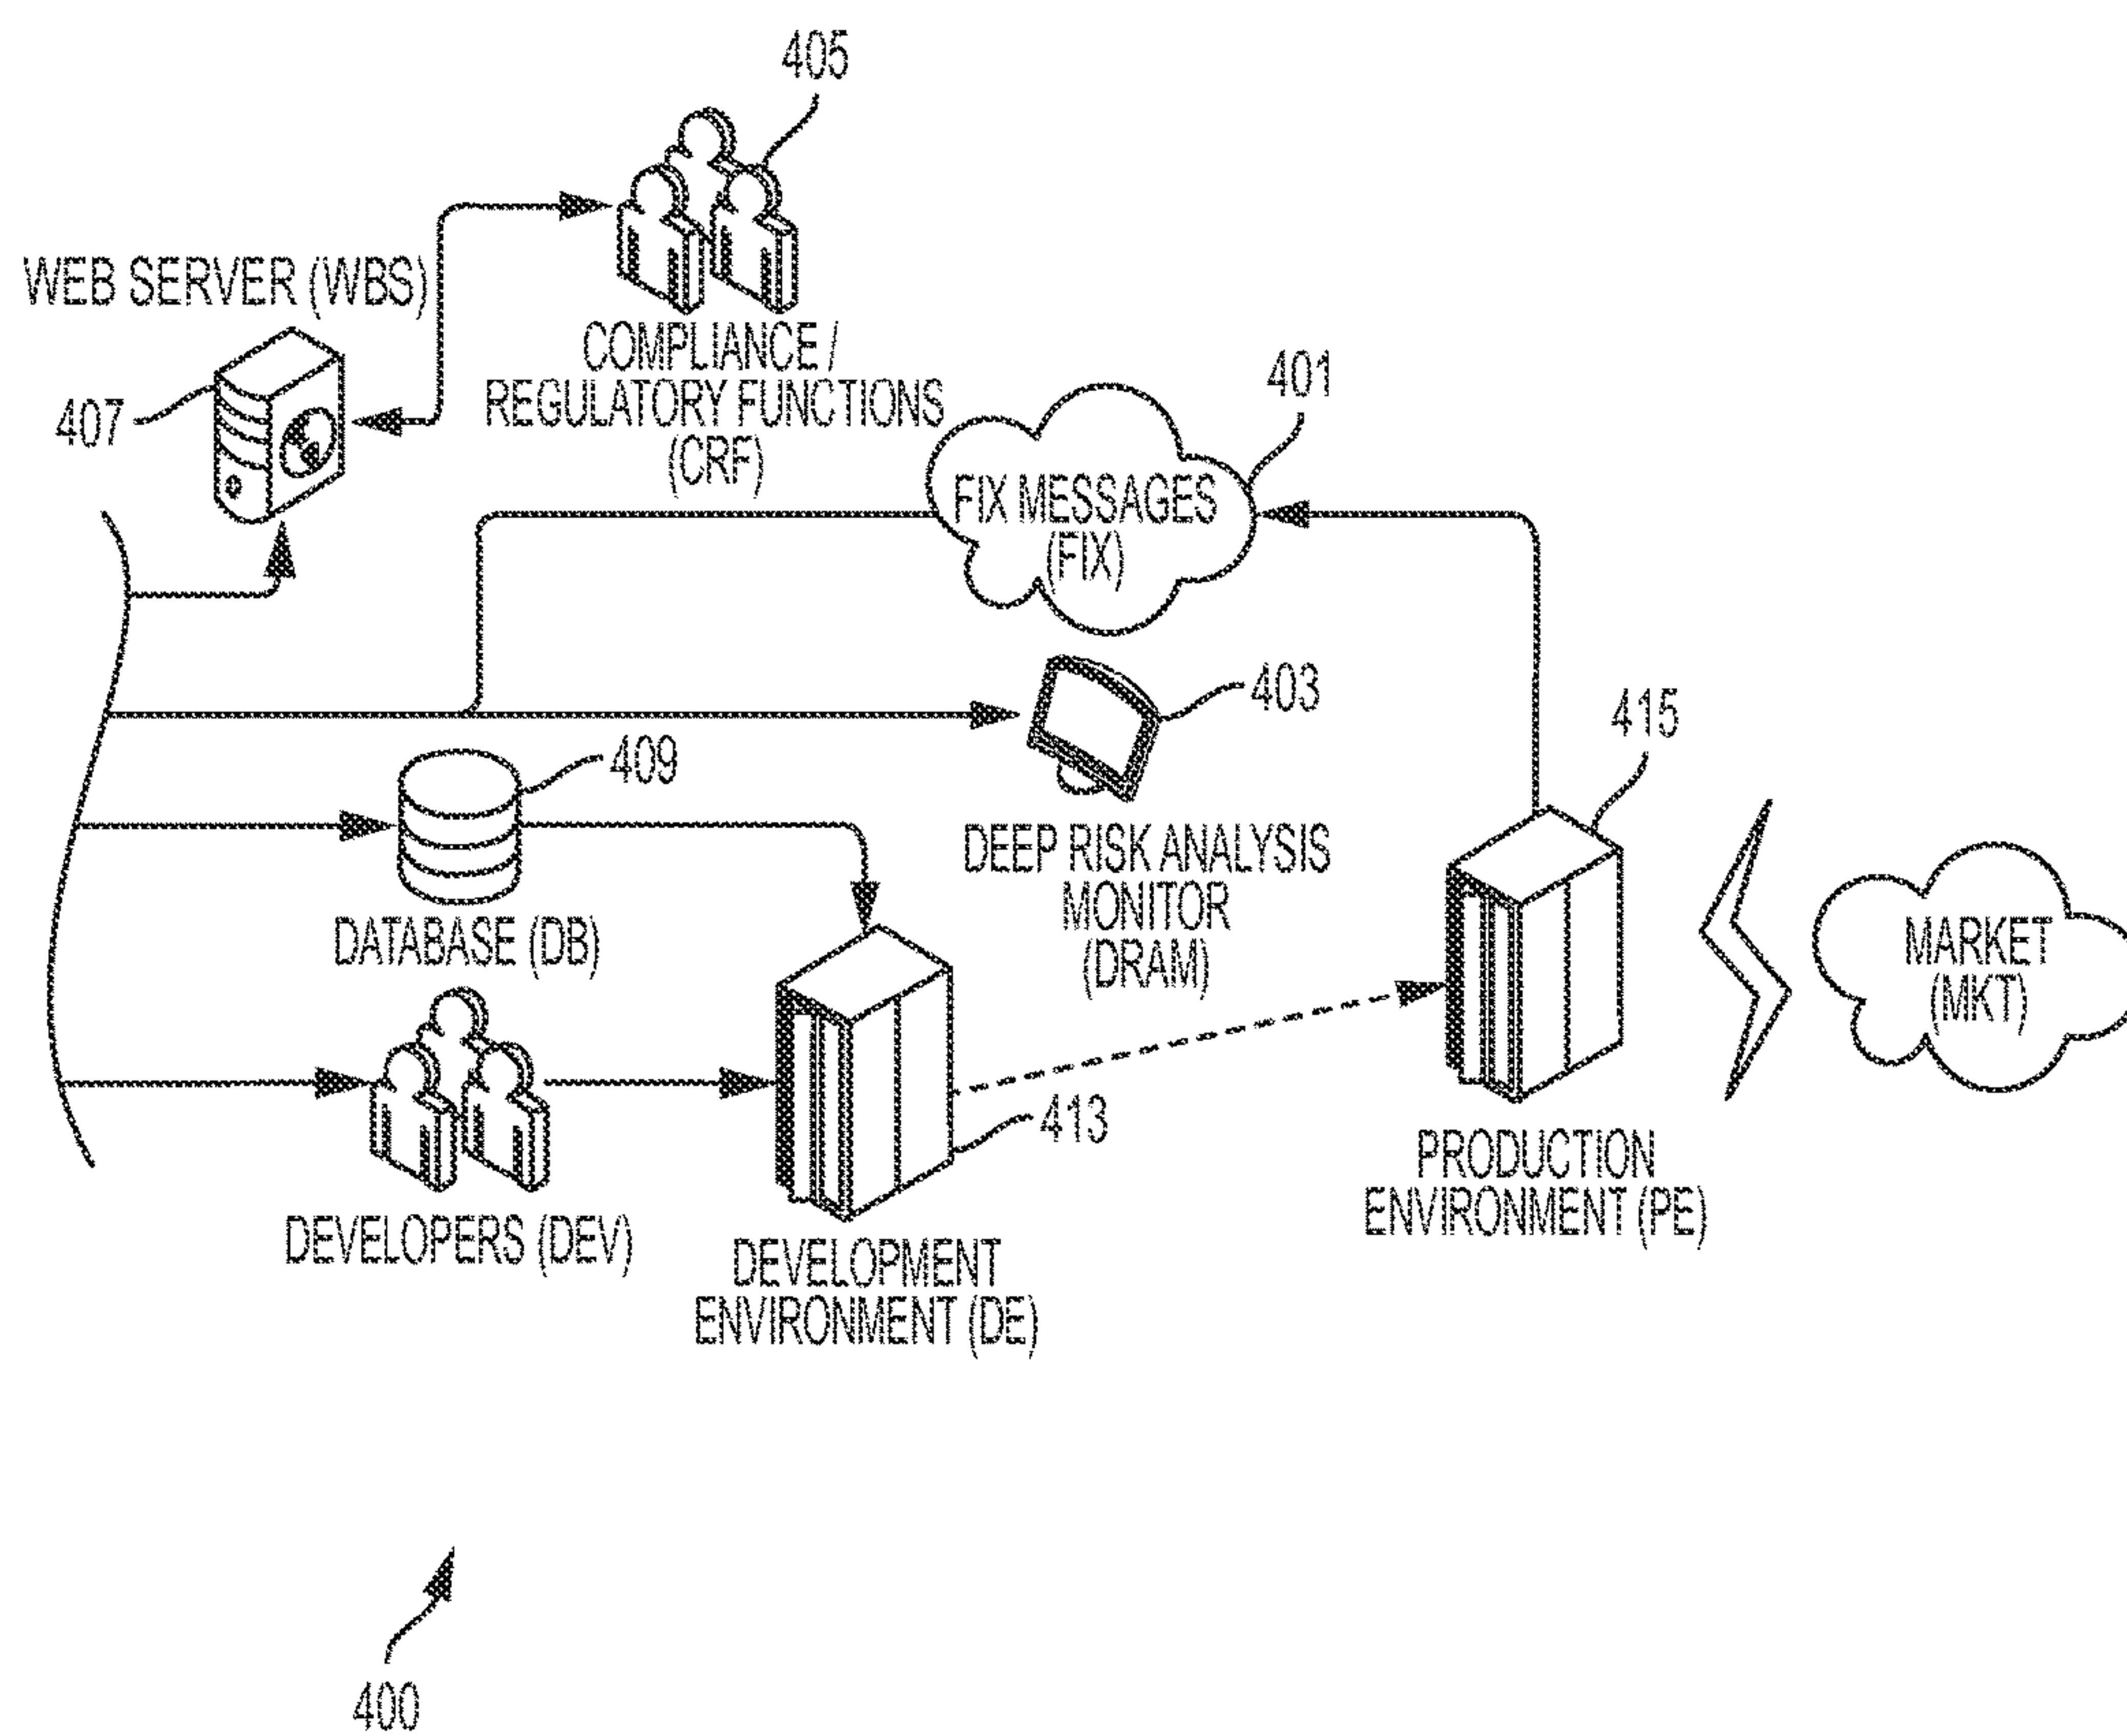 405
WEB SERVER (WBS)
407
COMPLIANCE /
REGULATORY FUNCTIONS
(CRF)
401
FIX MESSAGES
(FIX)
403
415
409
DATABASE (DB)
DEEP RISK ANALYSIS
MONITOR
(DRAM)
MARKET
(MKT)
413
DEVELOPERS (DEV)
DEVELOPMENT
ENVIRONMENT (DE)
PRODUCTION
ENVIRONMENT (PE)
400